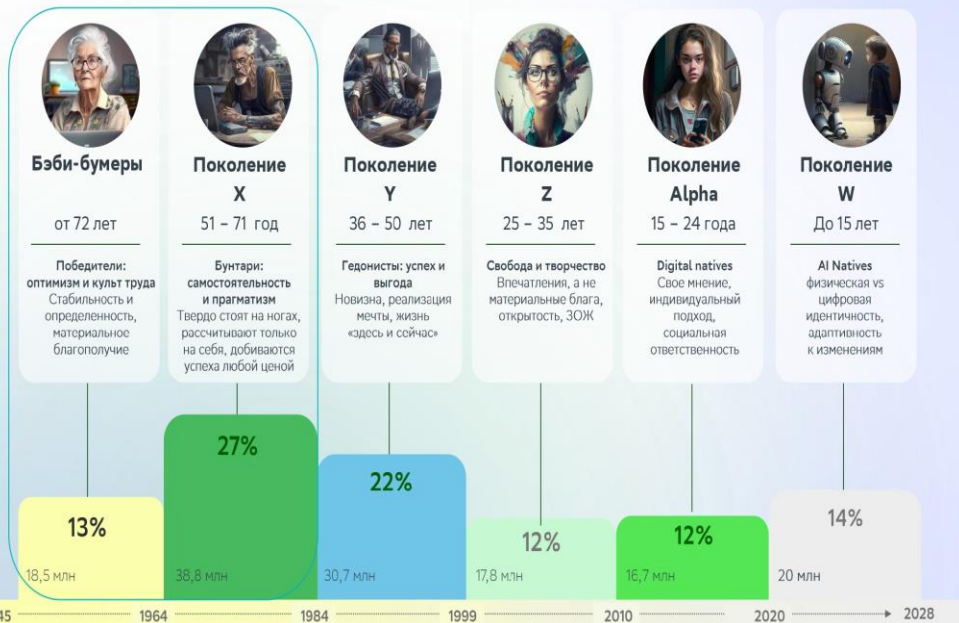 Бэби-бумеры
от 72 лет
Победители:
оптимизм и культ труда
Стабильность и
определенность,
материальное
благополучие
Поколение
X
51 – 71 год
Бунтари:
самостоятельность
и прагматизм
Твердо стоят на ногах,
рассчитывают только
на себя, добиваются
успеха любой ценой
Поколение
Y
36 – 50 лет
Гедонисты: успех и
выгода
Новизна, реализация
мечты, жизнь
«здесь и сейчас»
Поколение
Z
25 – 35 лет
Свобода и творчество
Впечатления, а не
материальные блага,
открытость, ЗОЖ
Поколение
Alpha
15 – 24 года
Digital natives
Свое мнение,
индивидуальный
подход,
социальная
ответственность
Поколение
W
До 15 лет
AI Natives
физическая vs
цифровая
идентичность,
адаптивность
к изменениям
13%
18,5 млн
27%
38,8 млн
22%
30,7 млн
12%
17,8 млн
12%
16,7 млн
14%
20 млн
45
1964
1984
1999
2010
2020
2028